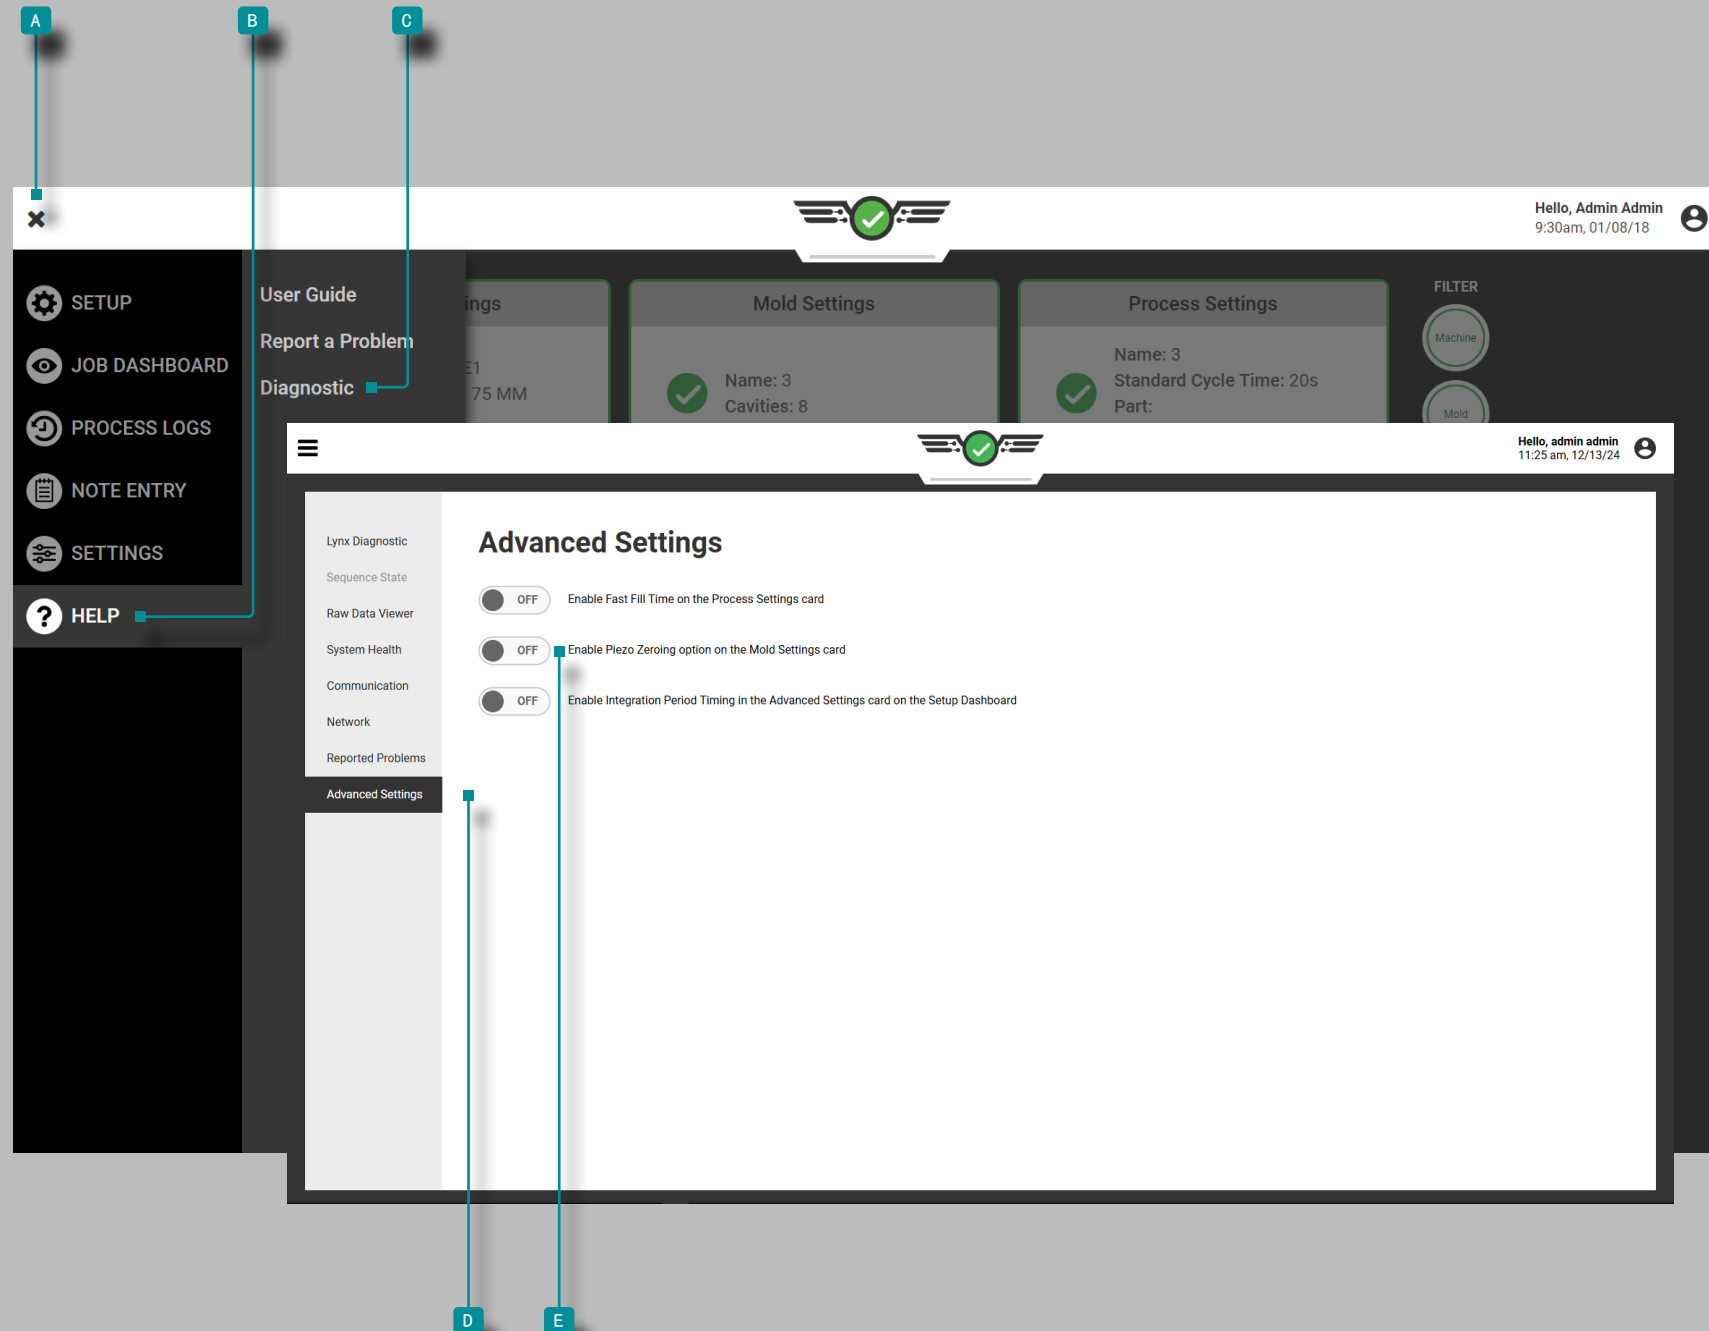 A
B
C
Hello, Admin Admin
9:30am, 01/08/18
SETUP
JOB DASHBOARD
PROCESS LOGS
NOTE ENTRY
SETTINGS
HELP
User Guide
Report a Problem
Diagnostic
ings
E1
75 MM
Mold Settings
Name: 3
Cavities: 8
Process Settings
Name: 3
Standard Cycle Time: 20s
Part:
FILTER
Machine
Mold
Hello, admin admin
11:25 am, 12/13/24
Lynx Diagnostic
Sequence State
Raw Data Viewer
System Health
Communication
Network
Reported Problems
Advanced Settings
Advanced Settings
OFF Enable Fast Fill Time on the Process Settings card
OFF Enable Piezo Zeroing option on the Mold Settings card
OFF Enable Integration Period Timing in the Advanced Settings card on the Setup Dashboard
D
E